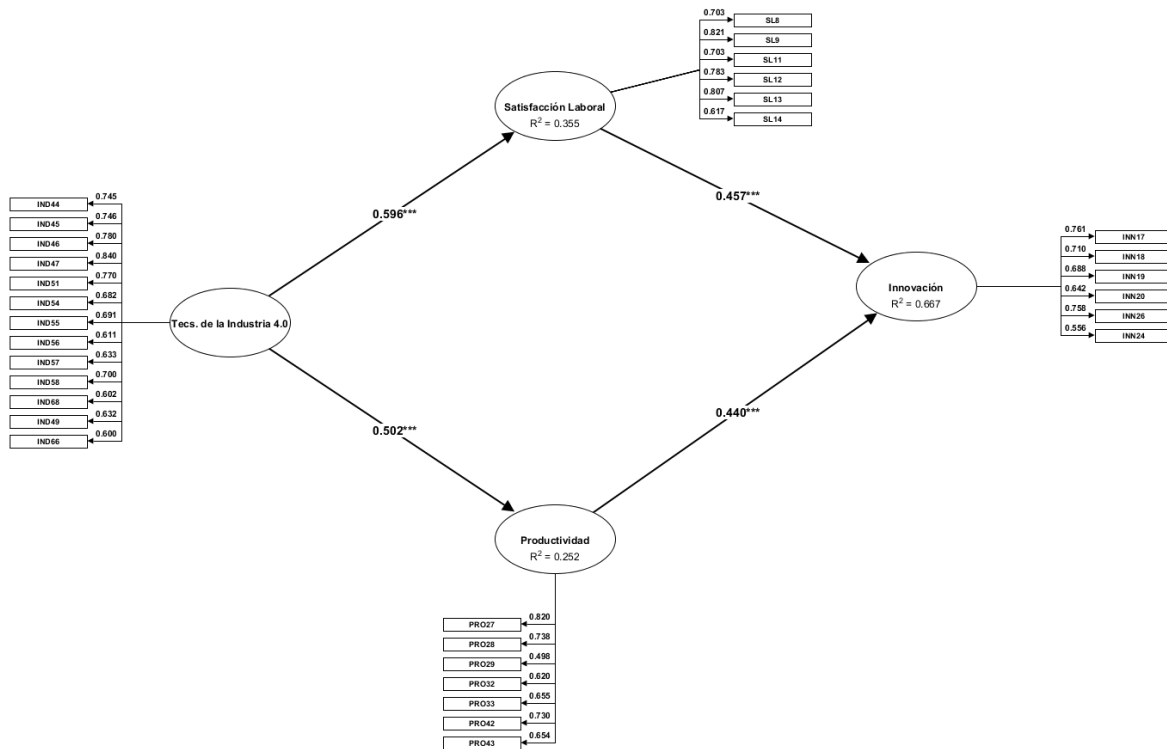 0.703
SL8
0.821
SL9
0.703
SL11
0.783
SL12
0.807
SL13
0.617
SL14
Satisfacción Laboral
R² = 0.355
0.596***
0.457***
0.745
IND44
0.746
IND45
0.780
IND46
0.840
IND47
0.770
IND51
0.682
IND54
0.691
IND55
0.611
IND56
0.633
IND57
0.700
IND58
0.602
IND68
0.632
IND49
0.600
IND66
Tecs. de la Industria 4.0
Innovación
R² = 0.667
0.761
INN17
0.710
INN18
0.688
INN19
0.642
INN20
0.758
INN26
0.556
INN24
0.502***
0.440***
Productividad
R² = 0.252
0.820
PRO27
0.738
PRO28
0.498
PRO29
0.620
PRO32
0.655
PRO33
0.730
PRO42
0.654
PRO43